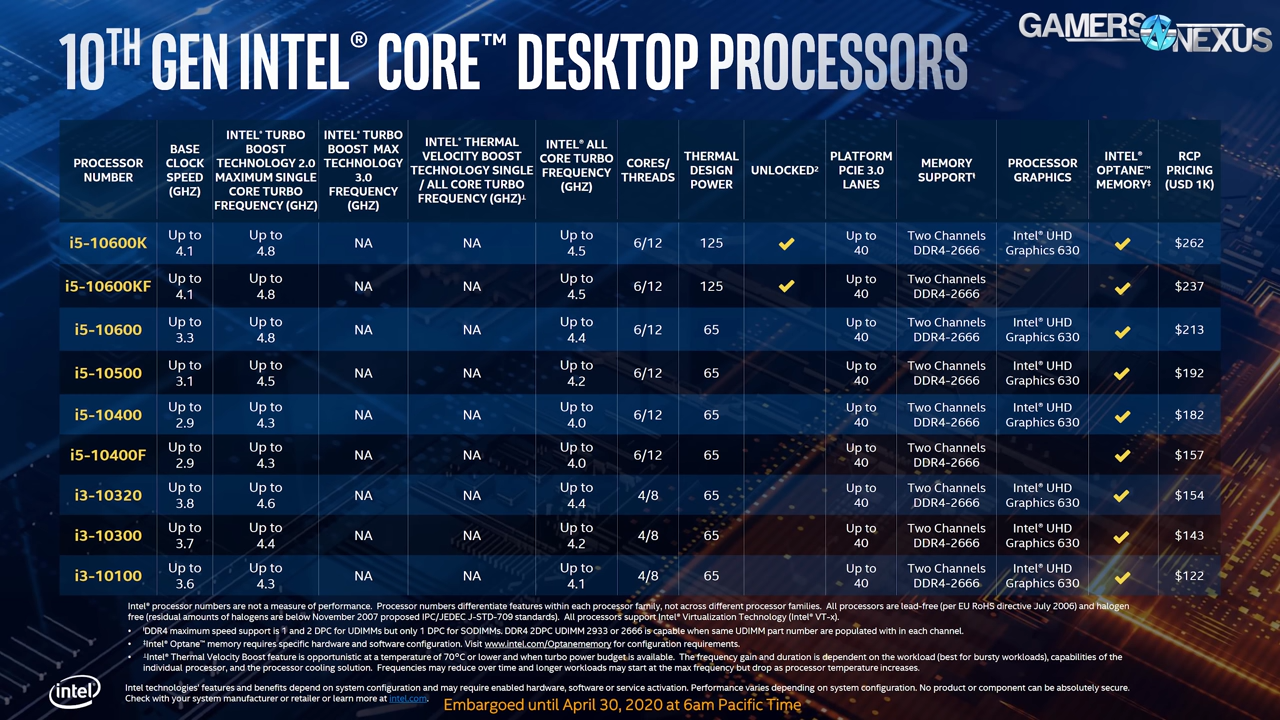 GAMERS NEXUS
10TH GEN INTEL® CORE™ DESKTOP PROCESSORS
PROCESSOR NUMBER | BASE CLOCK SPEED (GHZ) | INTEL® TURBO BOOST TECHNOLOGY 2.0 MAXIMUM SINGLE CORE TURBO FREQUENCY (GHZ) | INTEL® TURBO BOOST MAX TECHNOLOGY 3.0 FREQUENCY (GHZ) | INTEL® THERMAL VELOCITY BOOST TECHNOLOGY SINGLE / ALL CORE TURBO FREQUENCY (GHZ)⊥ | INTEL® ALL CORE TURBO FREQUENCY (GHZ) | CORES/ THREADS | THERMAL DESIGN POWER | UNLOCKED² | PLATFORM PCIE 3.0 LANES | MEMORY SUPPORT¹ | PROCESSOR GRAPHICS | INTEL® OPTANE™ MEMORY‡ | RCP PRICING (USD 1K)
i5-10600K | Up to 4.1 | Up to 4.8 | NA | NA | Up to 4.5 | 6/12 | 125 | ✔ | Up to 40 | Two Channels DDR4-2666 | Intel® UHD Graphics 630 | ✔ | $262
i5-10600KF | Up to 4.1 | Up to 4.8 | NA | NA | Up to 4.5 | 6/12 | 125 | ✔ | Up to 40 | Two Channels DDR4-2666 | | ✔ | $237
i5-10600 | Up to 3.3 | Up to 4.8 | NA | NA | Up to 4.4 | 6/12 | 65 | | Up to 40 | Two Channels DDR4-2666 | Intel® UHD Graphics 630 | ✔ | $213
i5-10500 | Up to 3.1 | Up to 4.5 | NA | NA | Up to 4.2 | 6/12 | 65 | | Up to 40 | Two Channels DDR4-2666 | Intel® UHD Graphics 630 | ✔ | $192
i5-10400 | Up to 2.9 | Up to 4.3 | NA | NA | Up to 4.0 | 6/12 | 65 | | Up to 40 | Two Channels DDR4-2666 | Intel® UHD Graphics 630 | ✔ | $182
i5-10400F | Up to 2.9 | Up to 4.3 | NA | NA | Up to 4.0 | 6/12 | 65 | | Up to 40 | Two Channels DDR4-2666 | | ✔ | $157
i3-10320 | Up to 3.8 | Up to 4.6 | NA | NA | Up to 4.4 | 4/8 | 65 | | Up to 40 | Two Channels DDR4-2666 | Intel® UHD Graphics 630 | ✔ | $154
i3-10300 | Up to 3.7 | Up to 4.4 | NA | NA | Up to 4.2 | 4/8 | 65 | | Up to 40 | Two Channels DDR4-2666 | Intel® UHD Graphics 630 | ✔ | $143
i3-10100 | Up to 3.6 | Up to 4.3 | NA | NA | Up to 4.1 | 4/8 | 65 | | Up to 40 | Two Channels DDR4-2666 | Intel® UHD Graphics 630 | ✔ | $122
Intel® processor numbers are not a measure of performance. Processor numbers differentiate features within each processor family, not across different processor families. All processors are lead-free (per EU RoHS directive July 2006) and halogen
free (residual amounts of halogens are below November 2007 proposed IPC/JEDEC J-STD-709 standards). All processors support Intel® Virtualization Technology (Intel® VT-x).
• ¹DDR4 maximum speed support is 1 and 2 DPC for UDIMMs but only 1 DPC for SODIMMs. DDR4 2DPC UDIMM 2933 or 2666 is capable when same UDIMM part number are populated with in each channel.
• ‡Intel® Optane™ memory requires specific hardware and software configuration. Visit www.intel.com/Optanememory for configuration requirements.
• ⊥Intel® Thermal Velocity Boost feature is opportunistic at a temperature of 70°C or lower and when turbo power budget is available. The frequency gain and duration is dependent on the workload (best for bursty workloads), capabilities of the
individual processor, and the processor cooling solution. Frequencies may reduce over time and longer workloads may start at the max frequency but drop as processor temperature increases.
intel
Intel technologies' features and benefits depend on system configuration and may require enabled hardware, software or service activation. Performance varies depending on system configuration. No product or component can be absolutely secure.
Check with your system manufacturer or retailer or learn more at intel.com.
Embargoed until April 30, 2020 at 6am Pacific Time